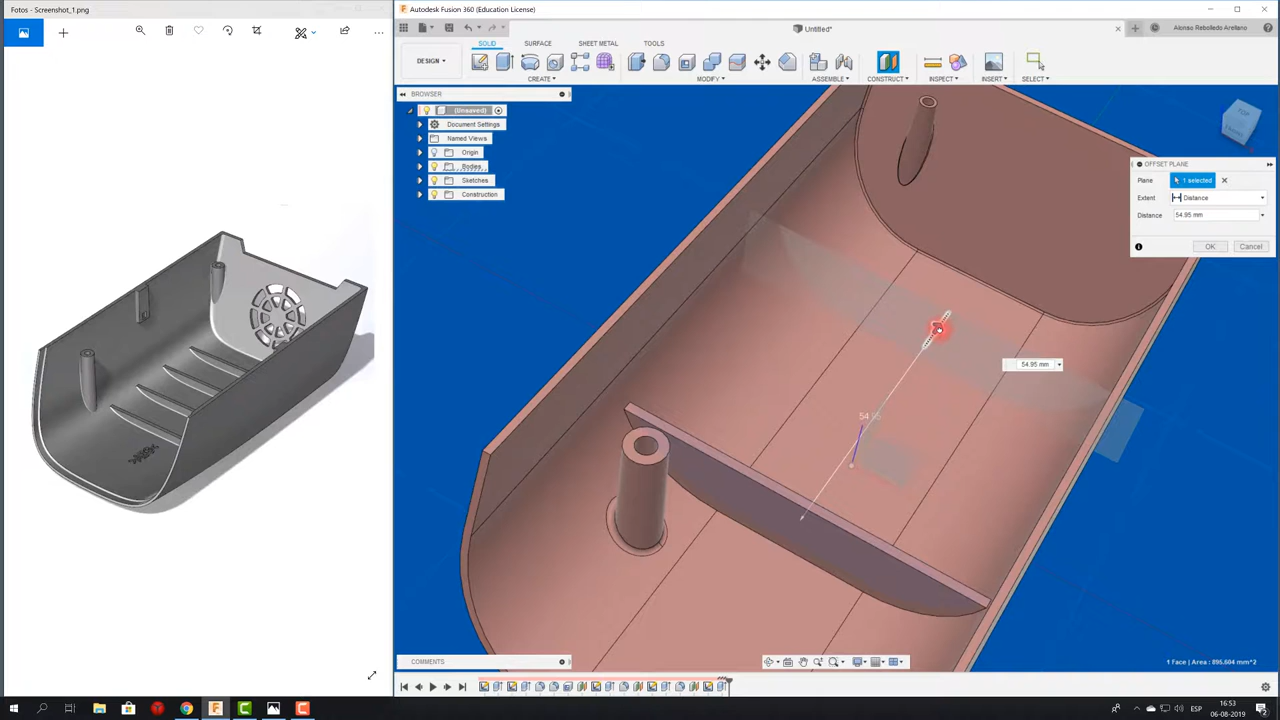 Fotos - Screenshot_1.png
Autodesk Fusion 360 (Education License)
Untitled*
Alonso Rebolledo Arellano
DESIGN
SOLID
SURFACE
SHEET METAL
TOOLS
CREATE
MODIFY
ASSEMBLE
CONSTRUCT
INSPECT
INSERT
SELECT
BROWSER
(Unsaved)
Document Settings
Named Views
Origin
Bodies
Sketches
Construction
TOP
OFFSET PLANE
Plane
1 selected
Extent
Distance
Distance
54.95 mm
OK
Cancel
54.95 mm
54.95
COMMENTS
1 Face | Area : 895.604 mm^2
ESP
16:53
06-08-2019